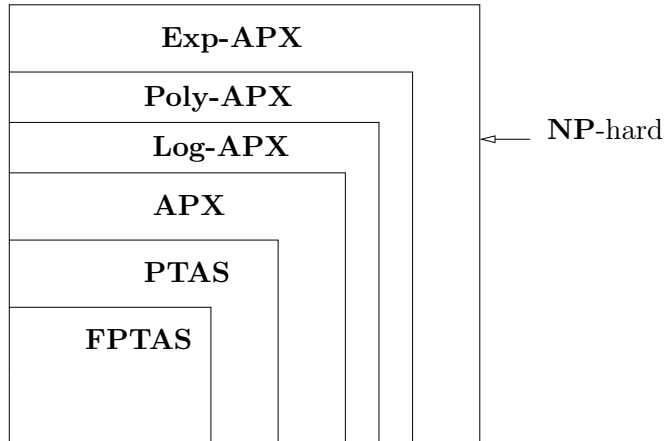 Exp-APX
Poly-APX
NP-hard
Log-APX
APX
PTAS
FPTAS